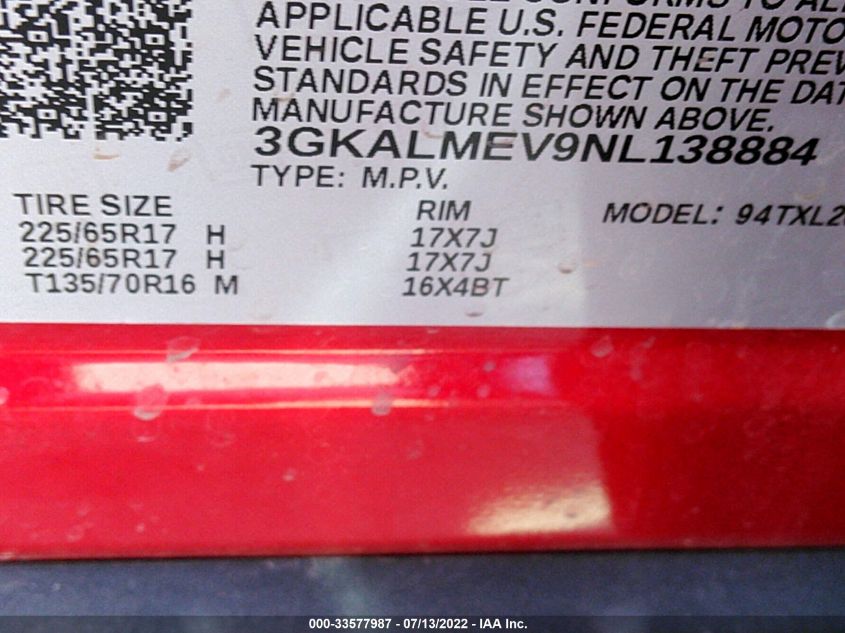 APPLICABLE U.S. FEDERAL MOTO
VEHICLE SAFETY AND THEFT PREV
STANDARDS IN EFFECT ON THE DAT
MANUFACTURE SHOWN ABOVE.
3GKALMEV9NL138884
TYPE: M.P.V.
TIRE SIZE RIM MODEL: 94TXL2
225/65R17 H 17X7J
225/65R17 H 17X7J
T135/70R16 M 16X4BT
000-33577987 - 07/13/2022 - IAA Inc.